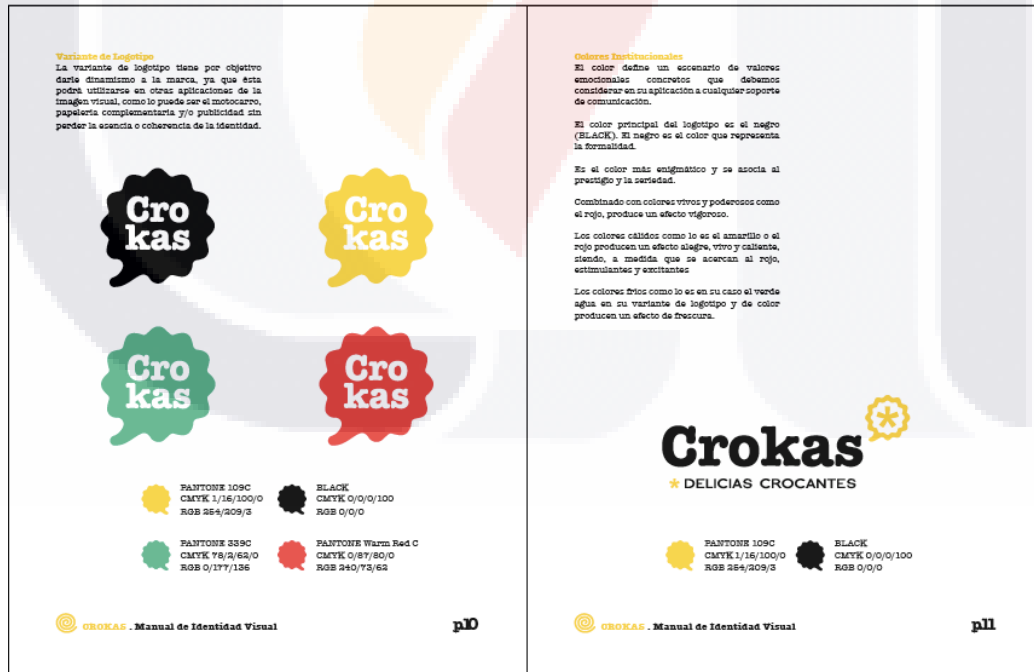 Variante de Logotipo
La variante de logotipo tiene por objetivo
darle dinamismo a la marca, ya que ésta
podrá utilizarse en otras aplicaciones de la
imagen visual, como lo puede ser el motocarro,
papelería complementaria y/o publicidad sin
perder la esencia o coherencia de la identidad.
Cro
kas
Cro
kas
Cro
kas
Cro
kas
PANTONE 109C
CMYK 1/16/100/0
RGB 254/209/3
BLACK
CMYK 0/0/0/100
RGB 0/0/0
PANTONE 339C
CMYK 78/2/62/0
RGB 0/177/136
PANTONE Warm Red C
CMYK 0/87/80/0
RGB 240/73/62
CROKAS . Manual de Identidad Visual
p.10
Colores Institucionales
El color define un escenario de valores
emocionales concretos que debemos
considerar en su aplicación a cualquier soporte
de comunicación.
El color principal del logotipo es el negro
(BLACK). El negro es el color que representa
la formalidad.
Es el color más enigmático y se asocia al
prestigio y la seriedad.
Combinado con colores vivos y poderosos como
el rojo, produce un efecto vigoroso.
Los colores cálidos como lo es el amarillo o el
rojo producen un efecto alegre, vivo y caliente,
siendo, a medida que se acercan al rojo,
estimulantes y excitantes
Los colores fríos como lo es en su caso el verde
agua en su variante de logotipo y de color
producen un efecto de frescura.
Crokas
* DELICIAS CROCANTES
PANTONE 109C
CMYK 1/16/100/0
RGB 254/209/3
BLACK
CMYK 0/0/0/100
RGB 0/0/0
CROKAS . Manual de Identidad Visual
p.11